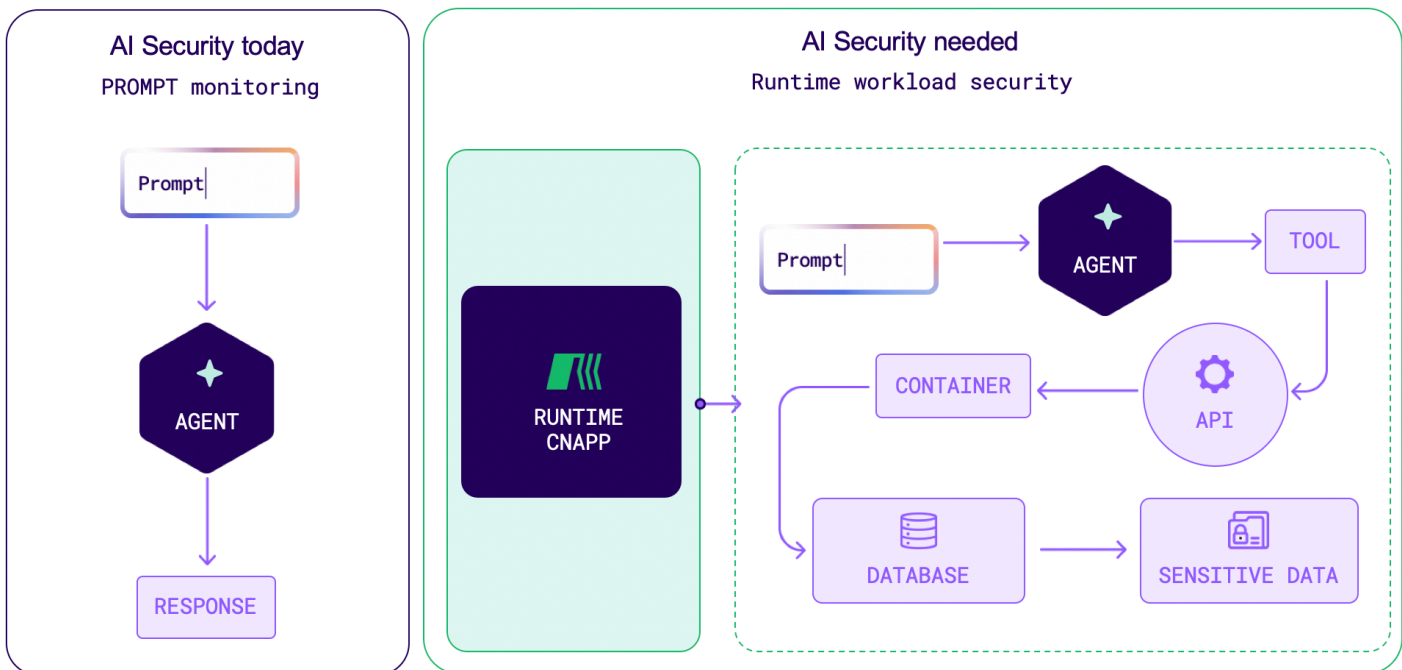 AI Security today
PROMPT monitoring
Prompt
AGENT
RESPONSE
AI Security needed
Runtime workload security
RUNTIME
CNAPP
Prompt
AGENT
TOOL
API
CONTAINER
DATABASE
SENSITIVE DATA